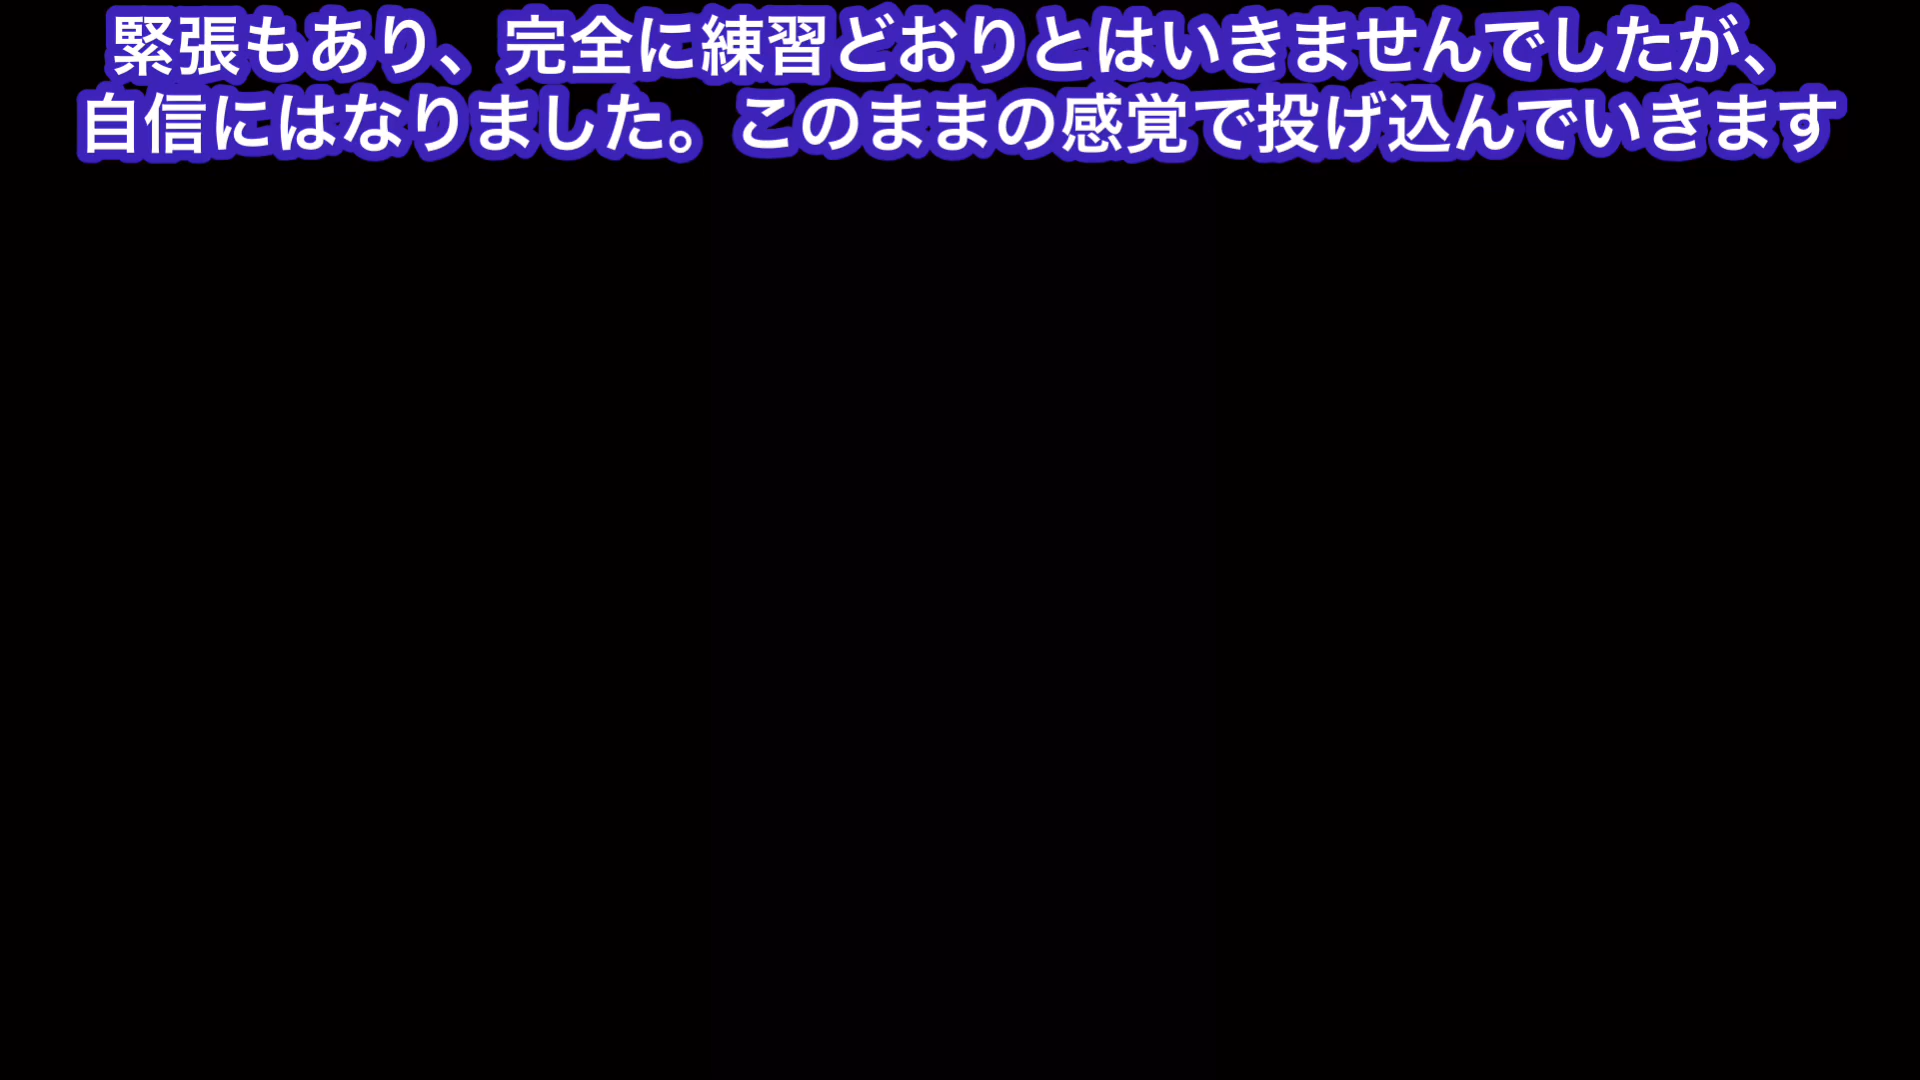 緊張もあり、完全に練習どおりとはいきませんでしたが、
自信にはなりました。このままの感覚で投げ込んでいきます